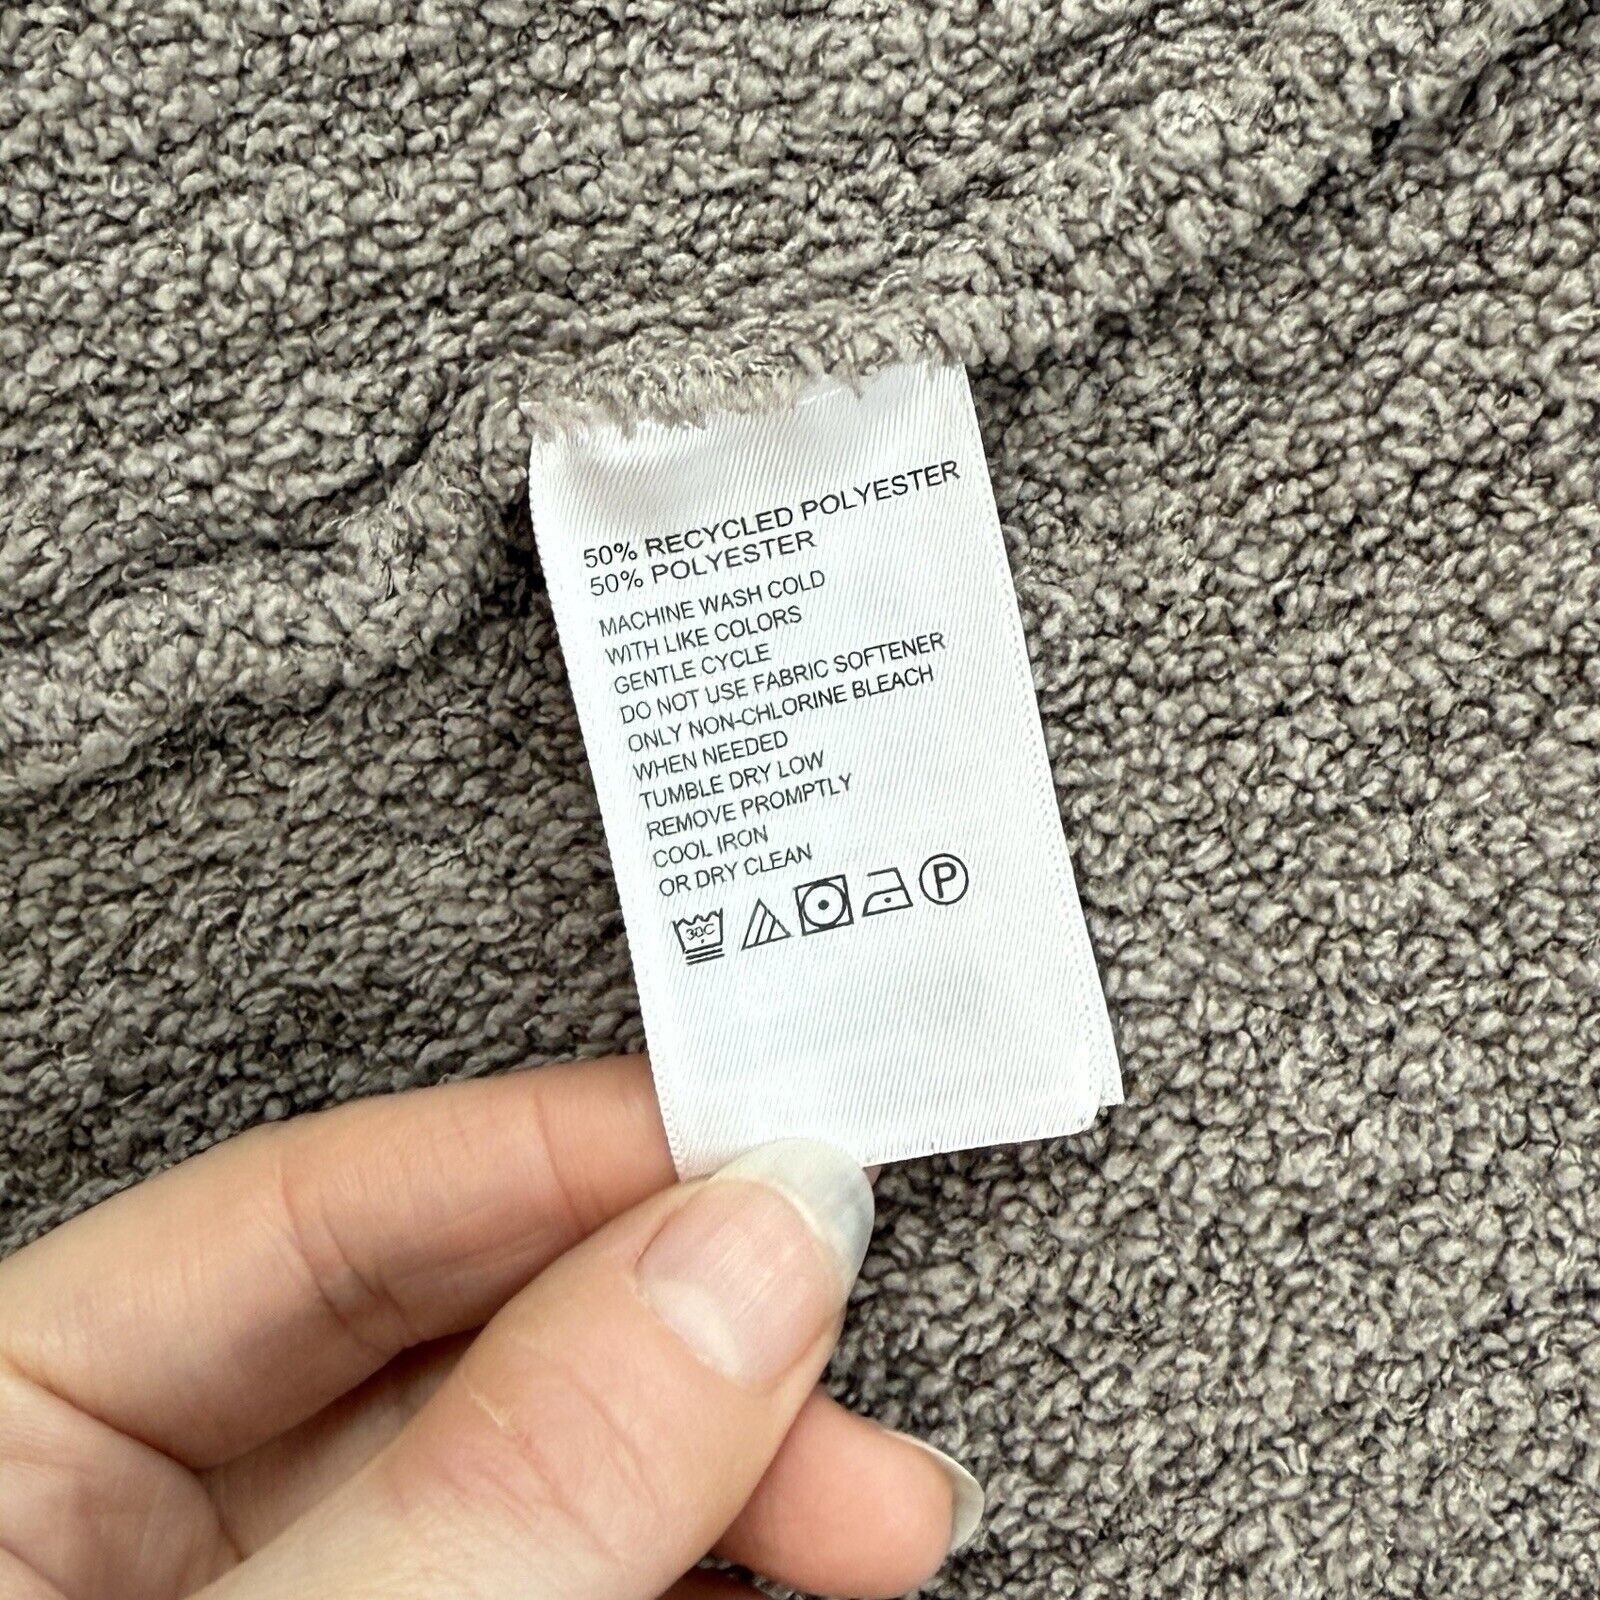 50% RECYCLED POLYESTER
50% POLYESTER
MACHINE WASH COLD
WITH LIKE COLORS
GENTLE CYCLE
DO NOT USE FABRIC SOFTENER
ONLY NON-CHLORINE BLEACH
WHEN NEEDED
TUMBLE DRY LOW
REMOVE PROMPTLY
COOL IRON
OR DRY CLEAN
30C P